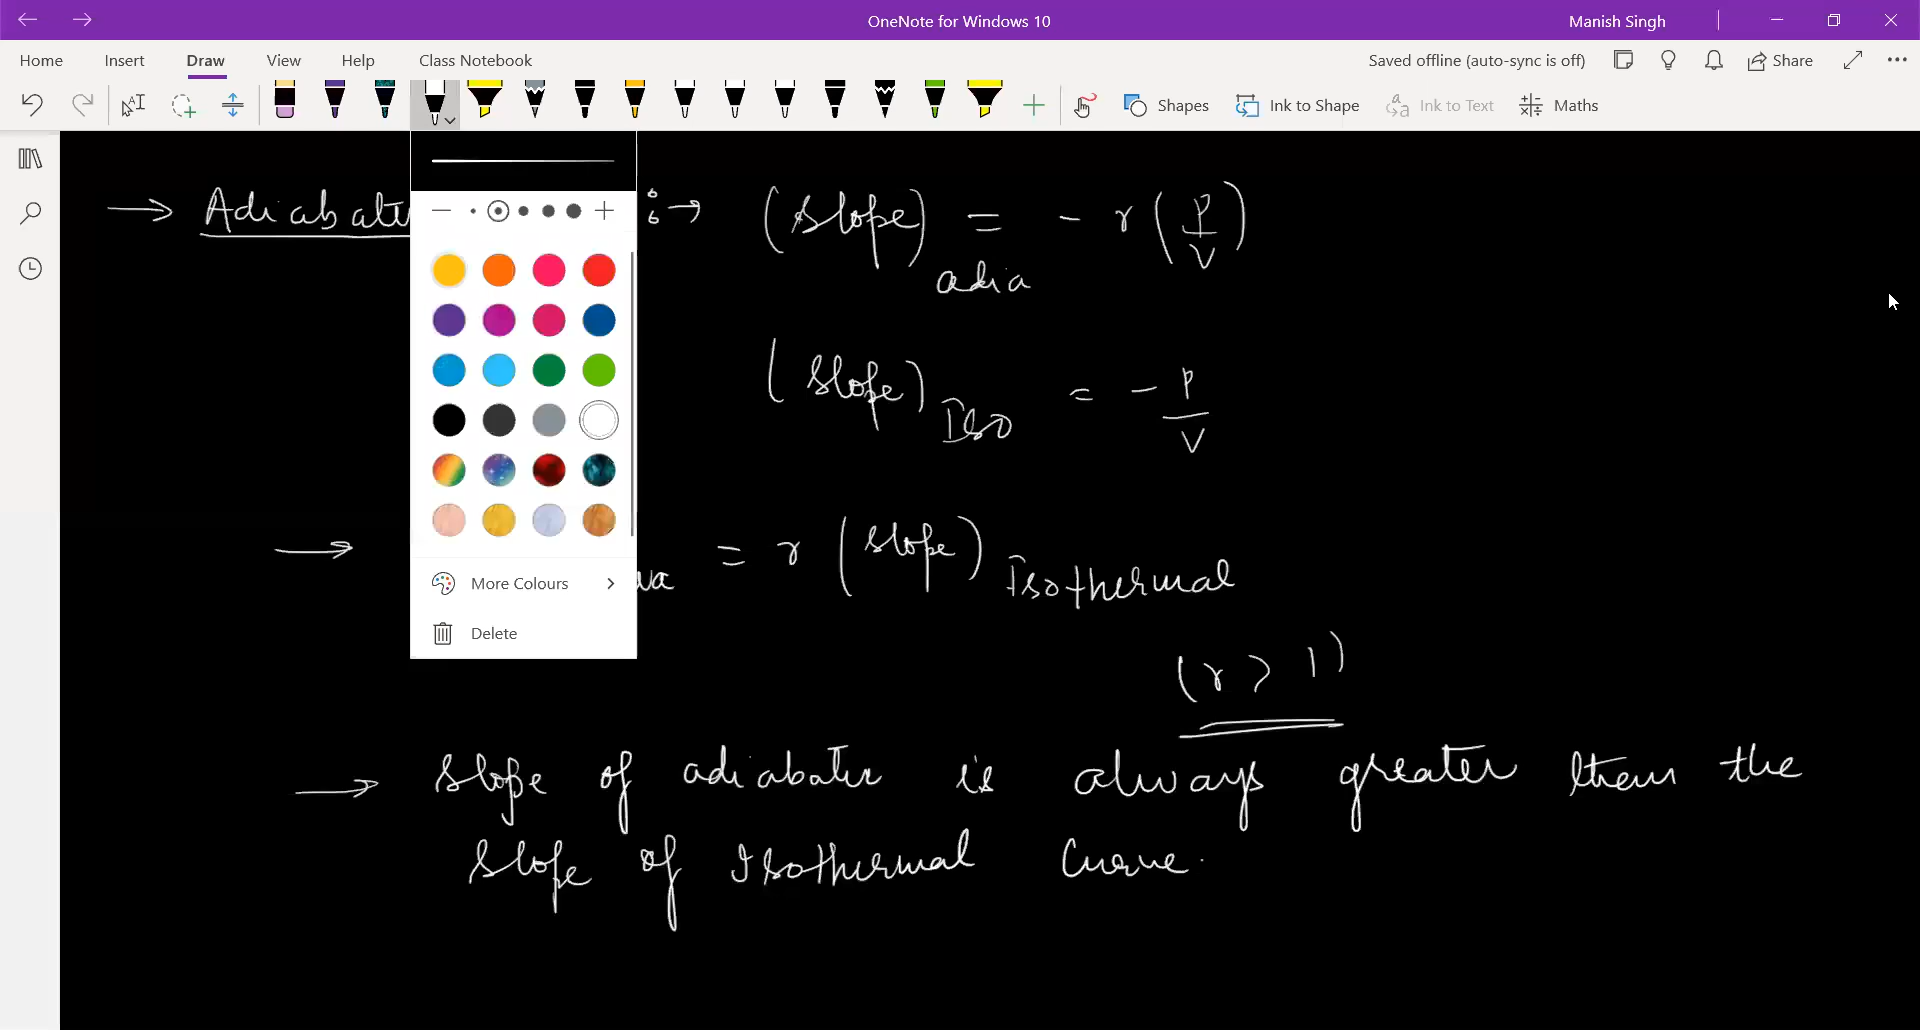 OneNote for Windows 10
Manish Singh
Home Insert Draw View Help Class Notebook
Saved offline (auto-sync is off) Share
Shapes Ink to Shape Ink to Text Maths
→ Adiabatic → (slope) adia = - γ (P/V)
(slope) Iso = - P/V
→ = γ (slope) Isothermal
(γ > 1)
→ slope of adiabatic is always greater than the
slope of Isothermal Curve.
More Colours
Delete